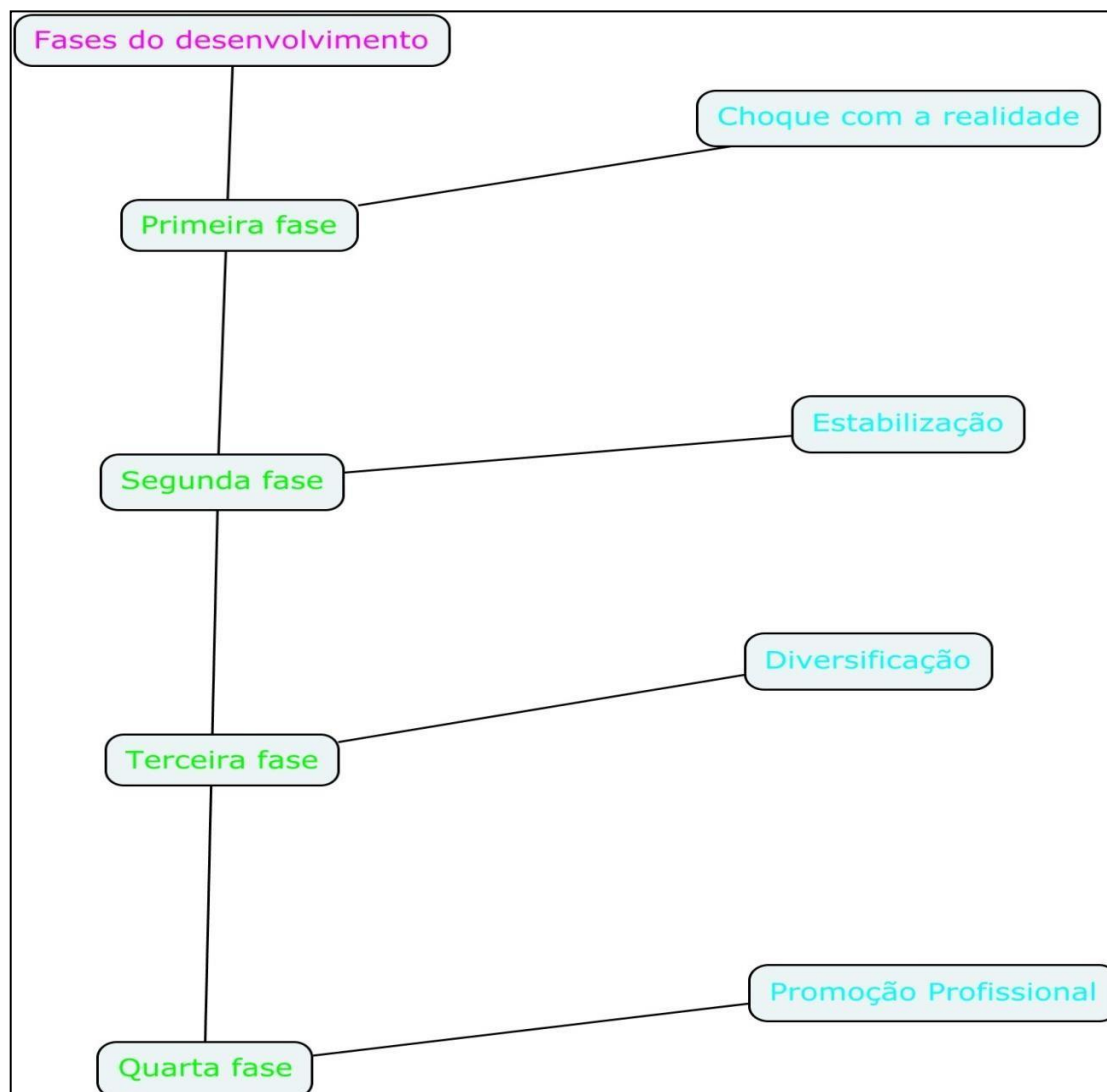 Fases do desenvolvimento
Choque com a realidade
Primeira fase
Estabilização
Segunda fase
Diversificação
Terceira fase
Promoção Profissional
Quarta fase